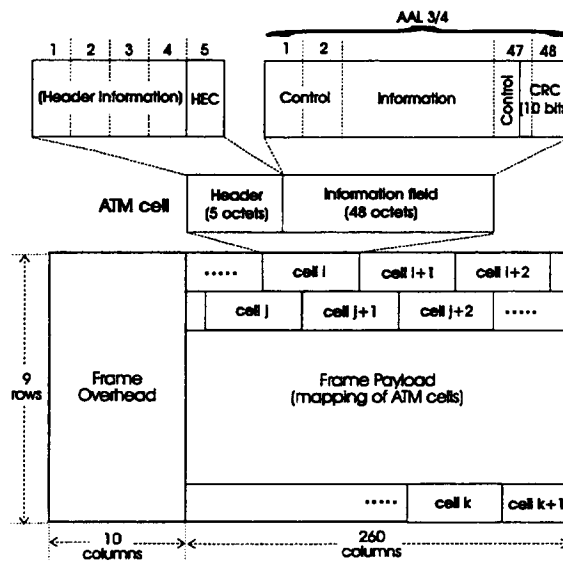 AAL 3/4
1 2 3 4 5
1 2 47 48
(Header Information) HEC
Control Information Control CRC
(10 bits)
ATM cell
Header
(5 octets)
Information field
(48 octets)
..... cell i cell i+1 cell i+2
cell j cell j+1 cell j+2 .....
9
rows
Frame
Overhead
Frame Payload
(mapping of ATM cells)
..... cell k cell k+1
10
columns
260
columns